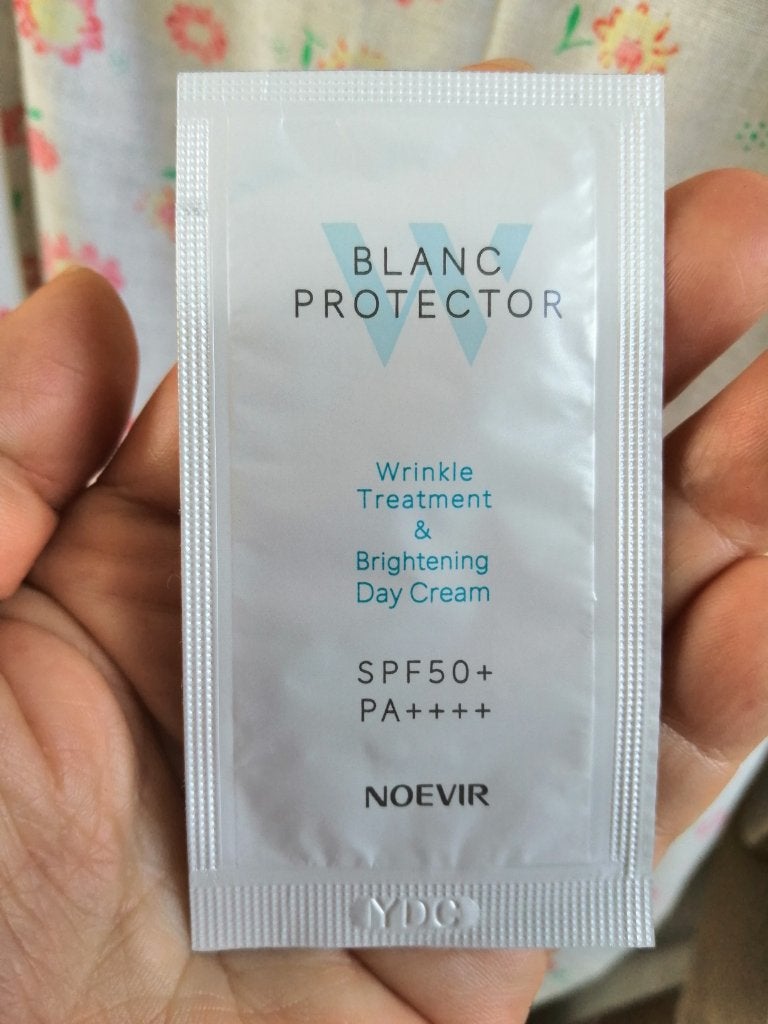 W
BLANC
PROTECTOR
Wrinkle
Treatment
&
Brightening
Day Cream
SPF50+
PA++++
NOEVIR
YDC